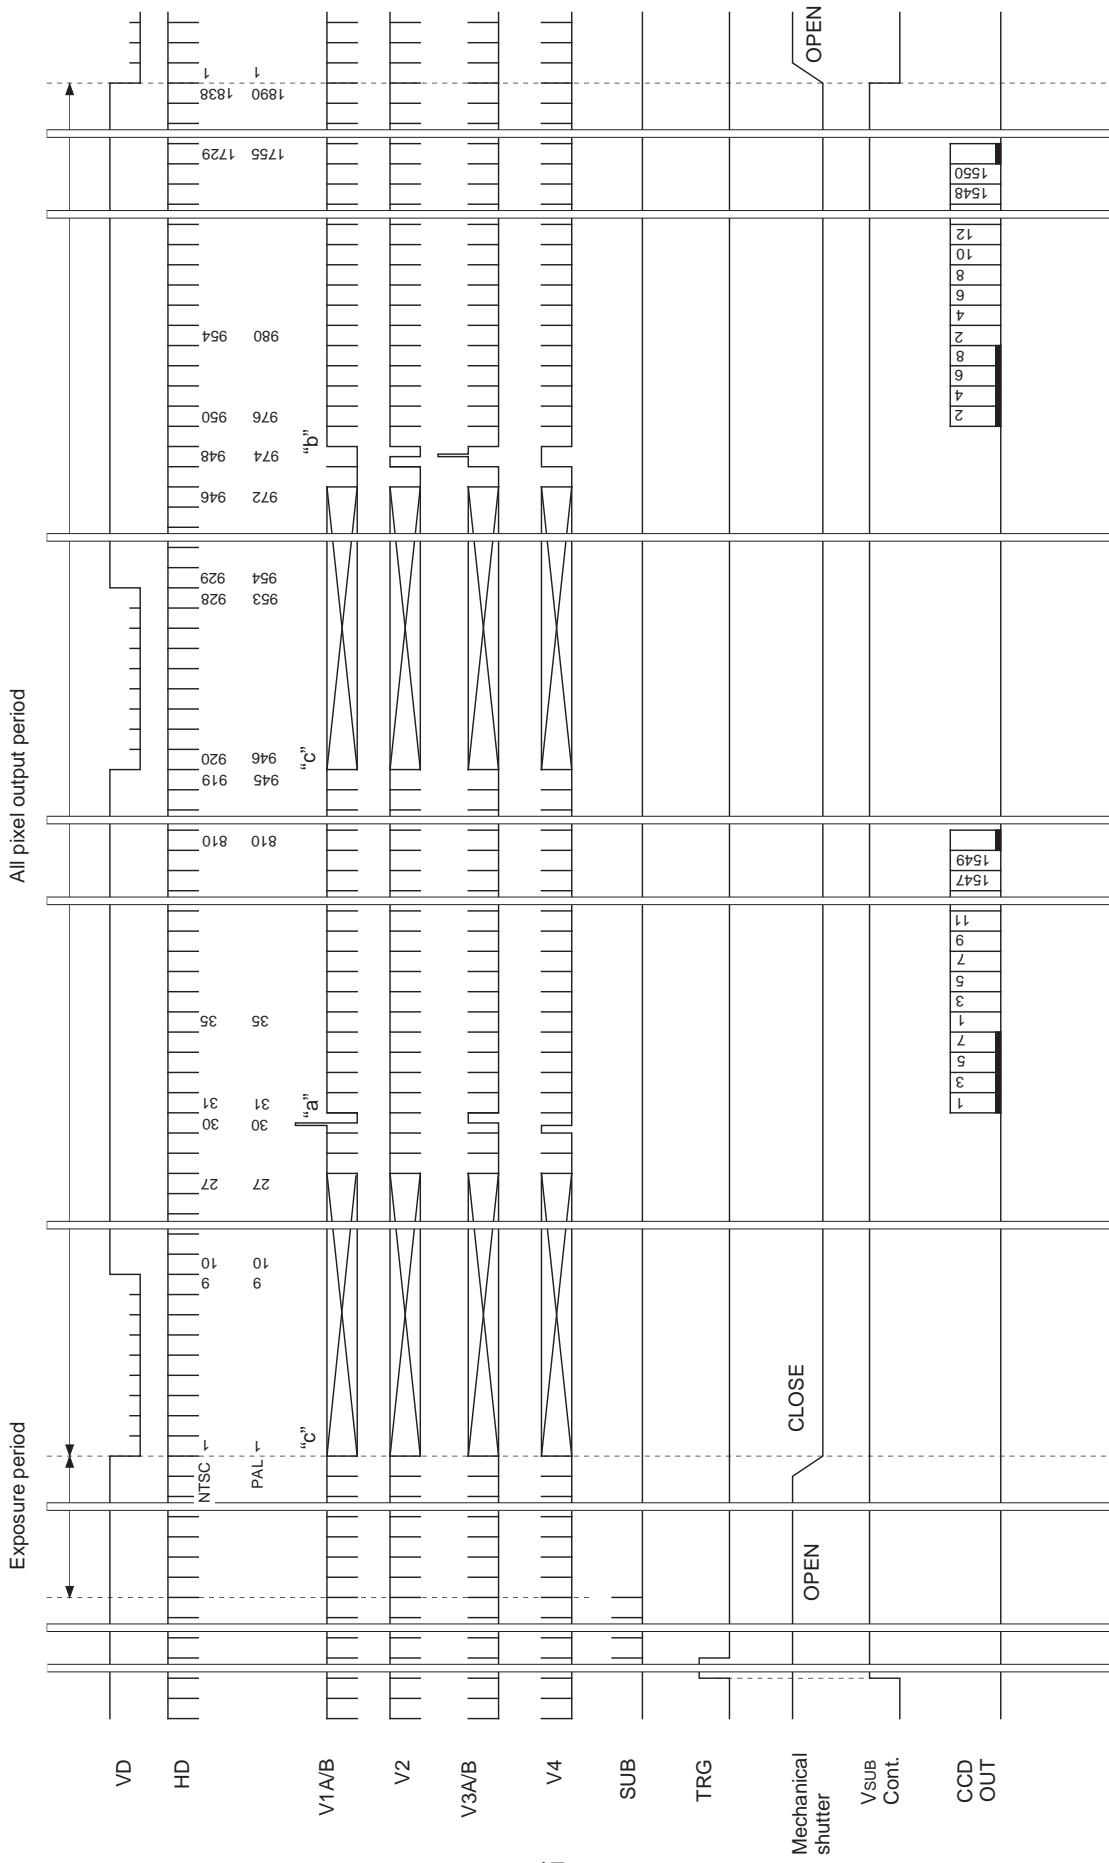 Exposure period
All pixel output period
VD
HD
NTSC 1 9 10 27 30 31 35 810 919 920 928 929 946 948 950 954 1729 1838 1
PAL 1 9 10 27 30 31 35 810 945 946 953 954 972 974 976 980 1755 1890 1
"c" "a" "c" "b"
V1A/B
V2
V3A/B
V4
SUB
TRG
Mechanical
shutter
OPEN CLOSE OPEN
VSUB
Cont.
CCD
OUT
1 3 5 7 1 3 5 7 9 11 1547 1549 2 4 6 8 2 4 6 8 10 12 1548 1550